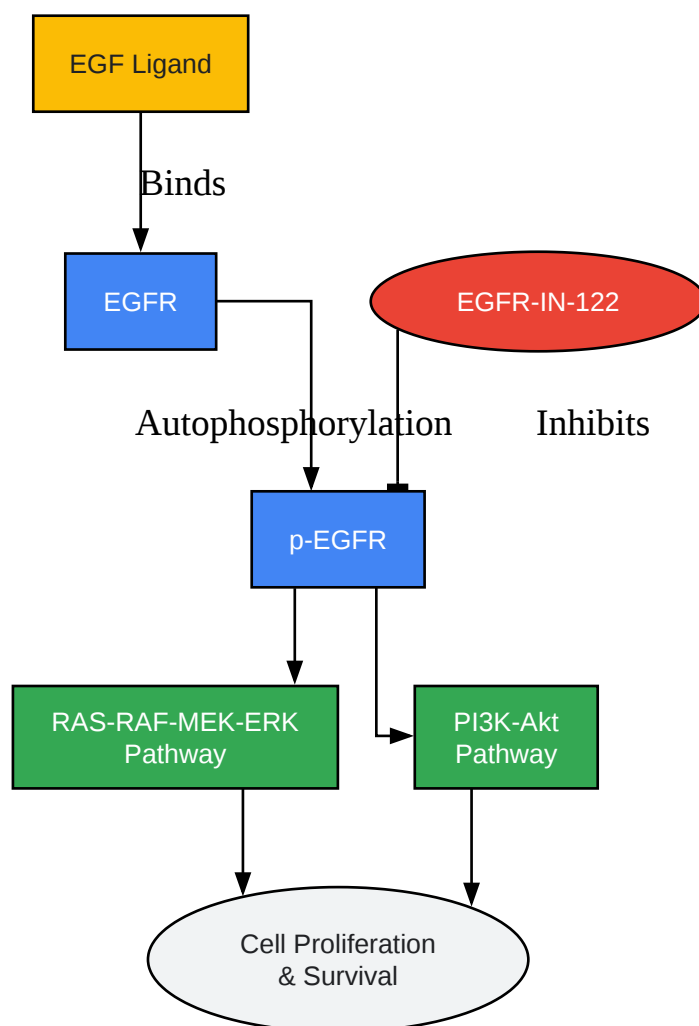 EGF Ligand
Binds
EGFR
EGFR-IN-122
Autophosphorylation
Inhibits
p-EGFR
RAS-RAF-MEK-ERK
Pathway
PI3K-Akt
Pathway
Cell Proliferation
& Survival